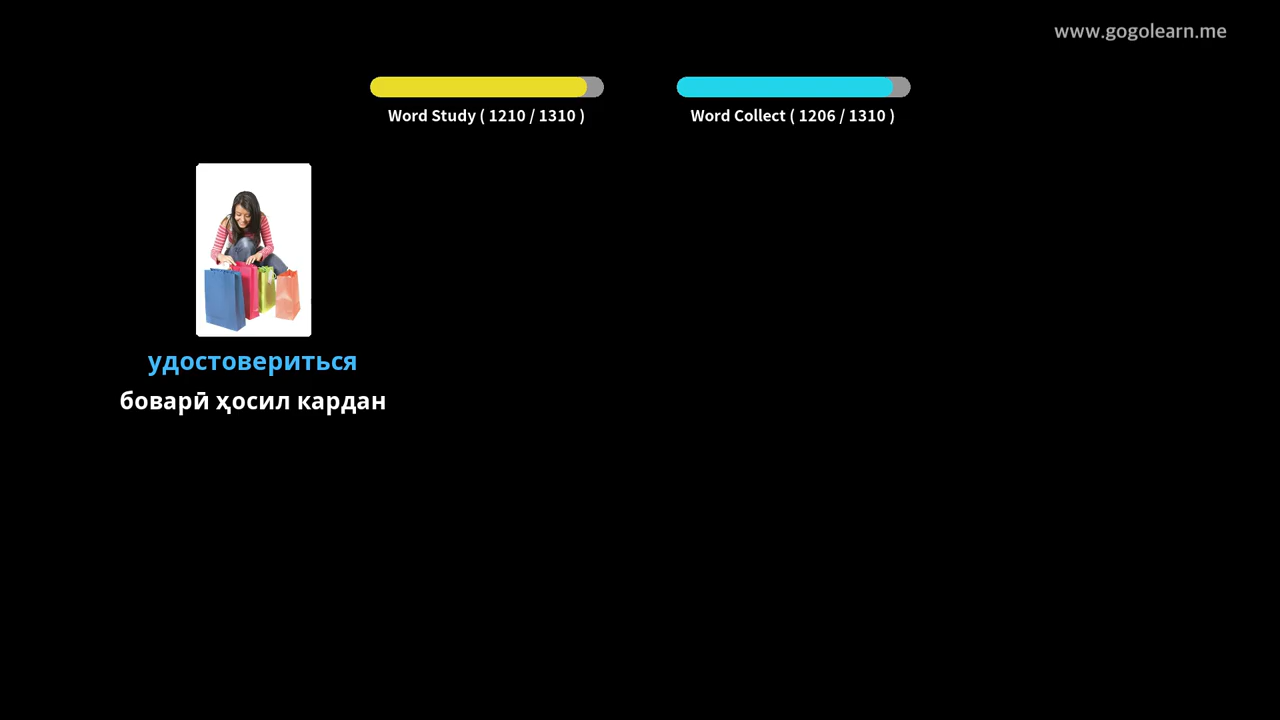 www.gogolearn.me
Word Study ( 1210 / 1310 )
Word Collect ( 1206 / 1310 )
удостовериться
боварӣ ҳосил кардан